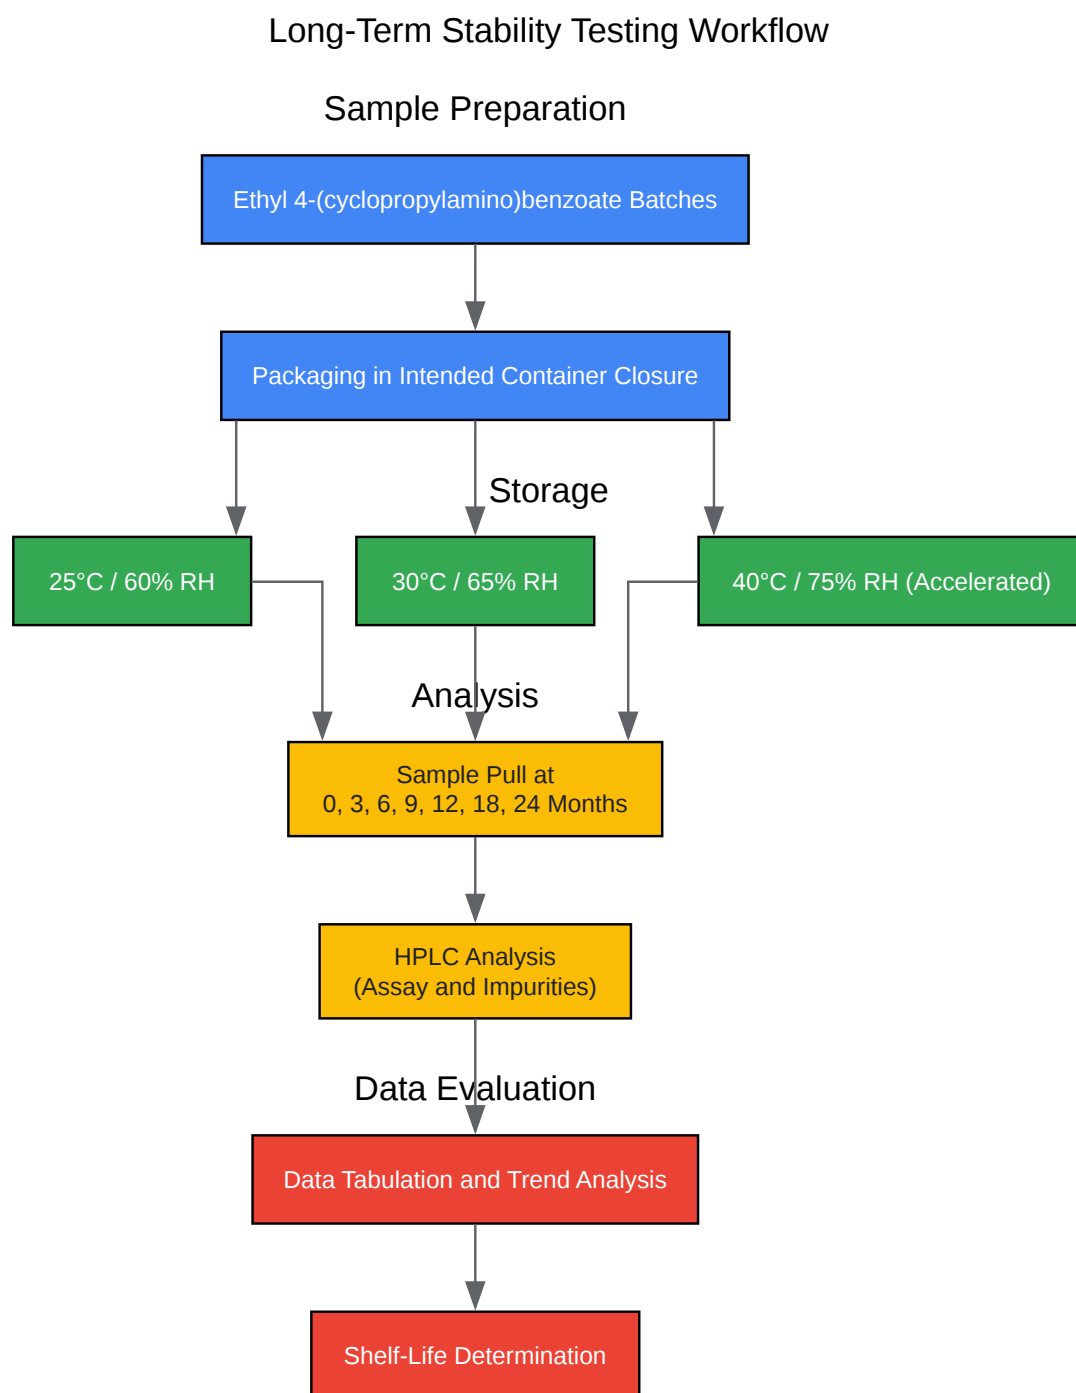 Long-Term Stability Testing Workflow
Sample Preparation
Ethyl 4-(cyclopropylamino)benzoate Batches
Packaging in Intended Container Closure
Storage
25°C / 60% RH
30°C / 65% RH
40°C / 75% RH (Accelerated)
Analysis
Sample Pull at
0, 3, 6, 9, 12, 18, 24 Months
HPLC Analysis
(Assay and Impurities)
Data Evaluation
Data Tabulation and Trend Analysis
Shelf-Life Determination